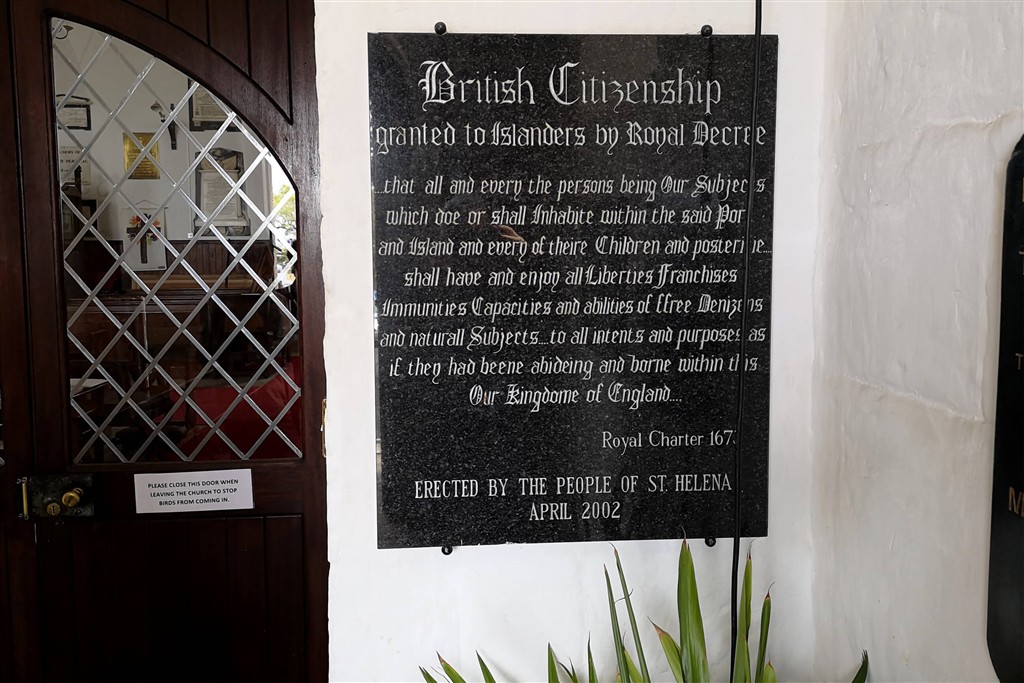 British Citizenship
granted to Islanders by Royal Decree
...that all and every the persons being Our Subjects
which doe or shall Inhabite within the said Por
and Island and every of theire Children and posteritie...
shall have and enjoy all Liberties Franchises
Immunities Capacities and abilities of ffree Denizens
and naturall Subjects...to all intents and purposes as
if they had beene abideing and borne within this
Our Kingdome of England....
Royal Charter 167
ERECTED BY THE PEOPLE OF ST. HELENA
APRIL 2002
PLEASE CLOSE THIS DOOR WHEN
LEAVING THE CHURCH TO STOP
BIRDS FROM COMING IN.